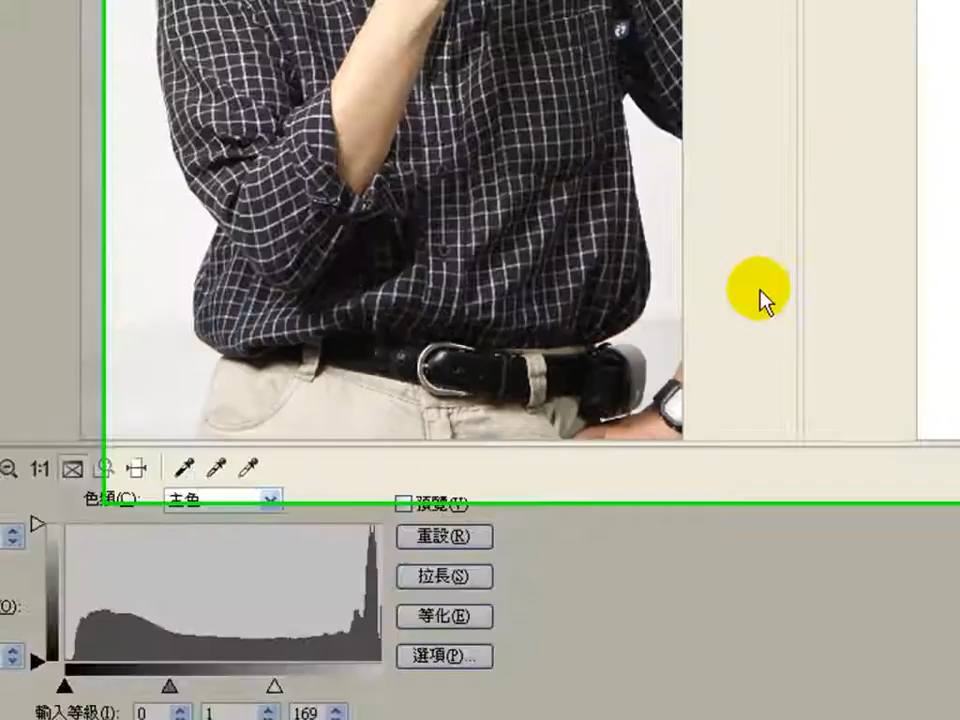 1:1
色頻(C):
主色
預覽(V)
重設(R)
拉長(S)
(O):
等化(E)
選項(P)...
輸入等級(I): 0 1 169